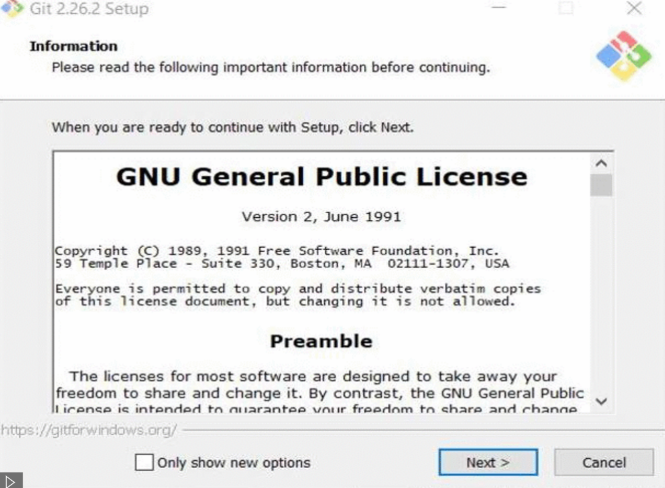 Git 2.26.2 Setup
Information
Please read the following important information before continuing.
When you are ready to continue with Setup, click Next.
GNU General Public License
Version 2, June 1991
Copyright (C) 1989, 1991 Free Software Foundation, Inc.
59 Temple Place - Suite 330, Boston, MA  02111-1307, USA
Everyone is permitted to copy and distribute verbatim copies
of this license document, but changing it is not allowed.
Preamble
The licenses for most software are designed to take away your
freedom to share and change it. By contrast, the GNU General Public
License is intended to guarantee your freedom to share and change
https://gitforwindows.org/
Only show new options
Next >
Cancel